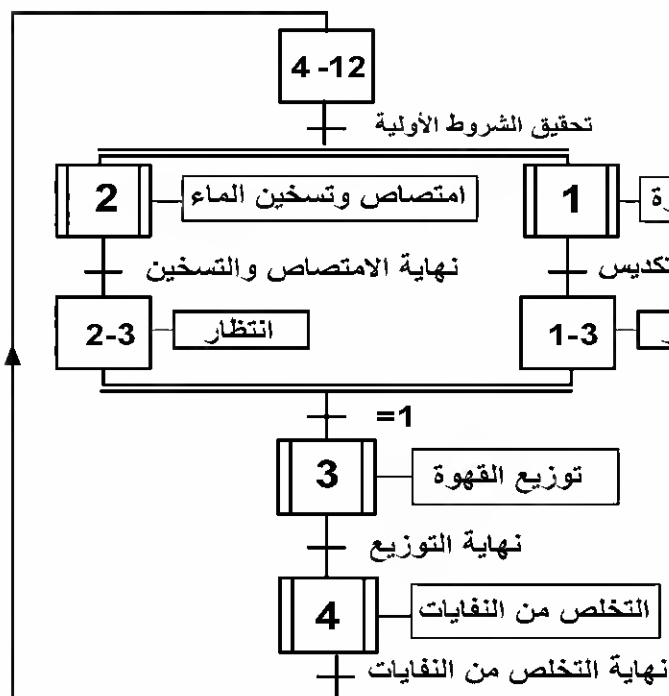 4-12
تحقيق الشروط الأولية
1
امتصاص وتسخين الماء
2
تكديس
نهاية الامتصاص والتسخين
1-3
انتظار
2-3
=1
توزيع القهوة
3
نهاية التوزيع
التخلص من النفايات
4
نهاية التخلص من النفايات